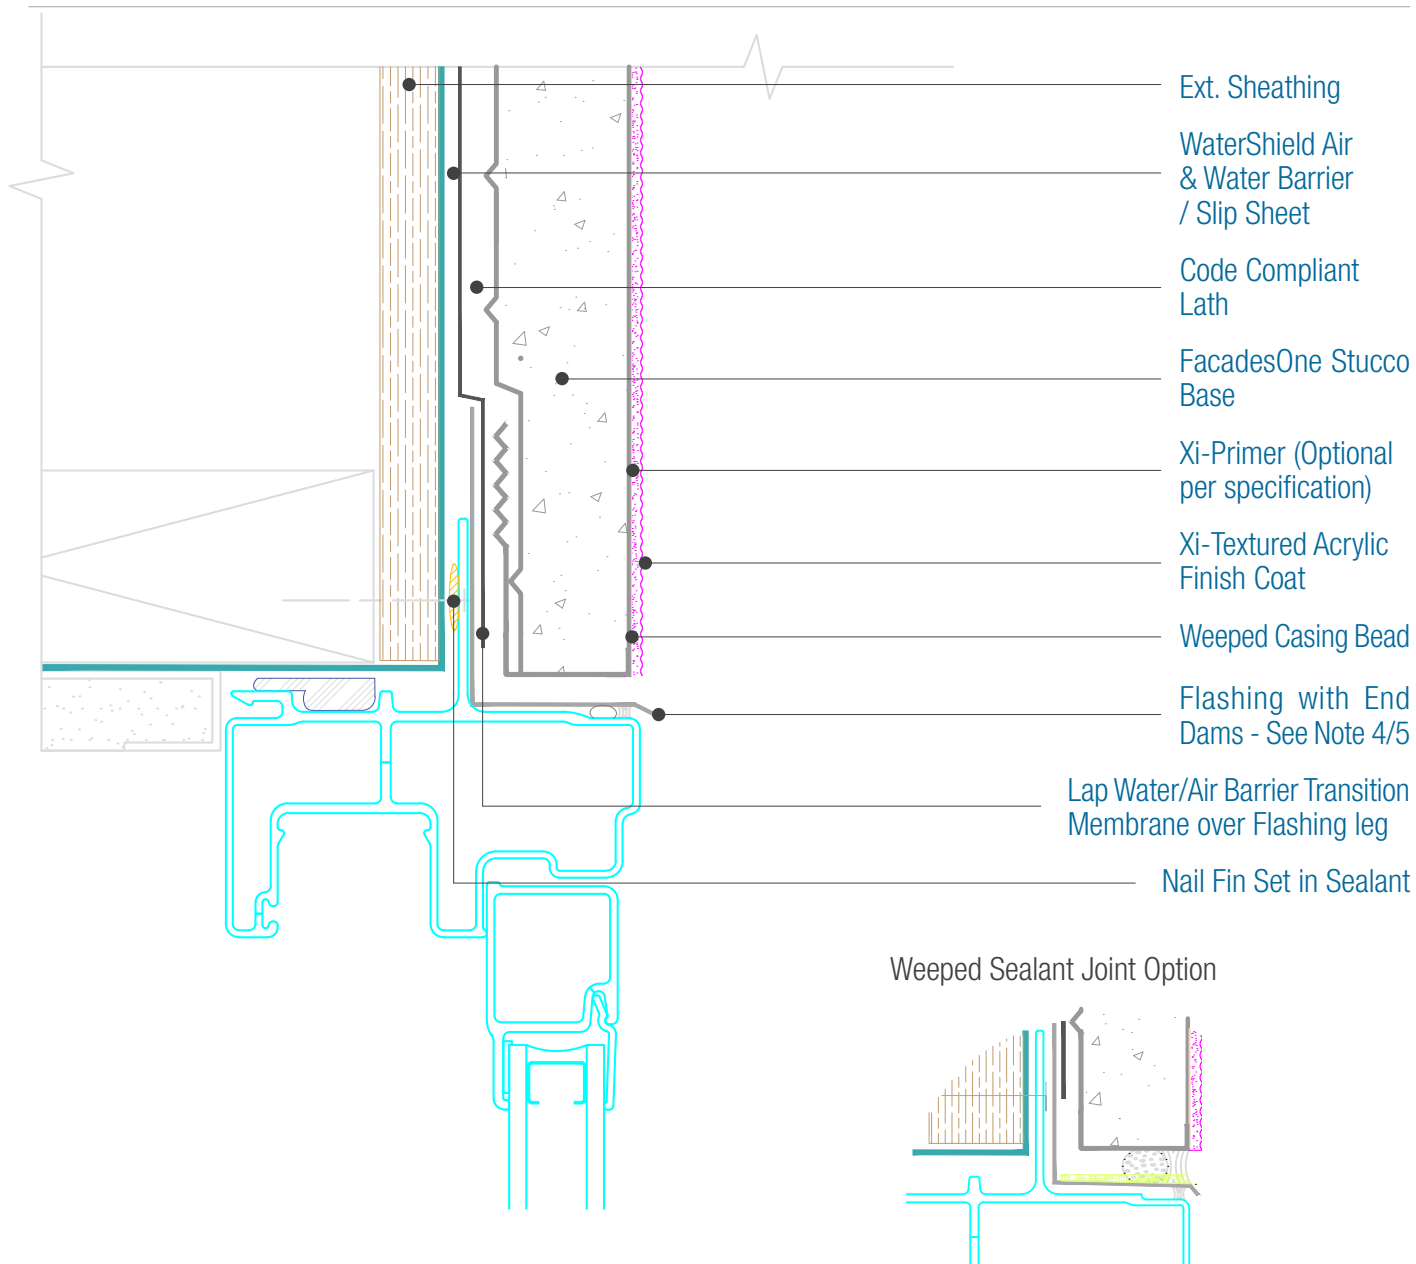 Ext. Sheathing
WaterShield Air
& Water Barrier
/ Slip Sheet
Code Compliant
Lath
FacadesOne Stucco
Base
Xi-Primer (Optional
per specification)
Xi-Textured Acrylic
Finish Coat
Weeped Casing Bead
Flashing with End
Dams - See Note 4/5
Lap Water/Air Barrier Transition
Membrane over Flashing leg
Nail Fin Set in Sealant
Weeped Sealant Joint Option